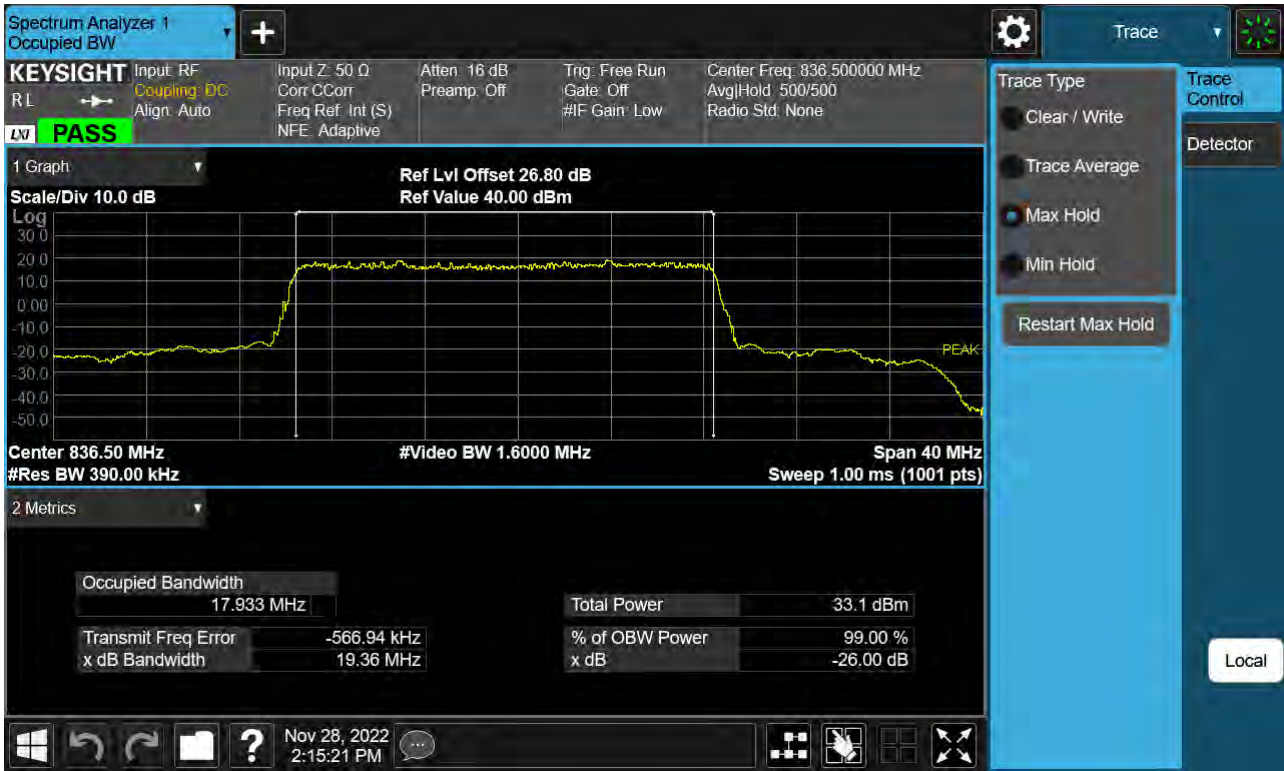 Spectrum Analyzer 1
Occupied BW
+
Trace
KEYSIGHT
RL
LXI
PASS
Input: RF
Coupling: DC
Align: Auto
Input Z: 50 Ω
Corr CCorr
Freq Ref: Int (S)
NFE: Adaptive
Atten: 16 dB
Preamp: Off
Trig: Free Run
Gate: Off
#IF Gain: Low
Center Freq: 836.500000 MHz
Avg|Hold: 500/500
Radio Std: None
Trace Type
Clear / Write
Trace Average
Max Hold
Min Hold
Restart Max Hold
Trace
Control
Detector
1 Graph
Scale/Div 10.0 dB
Ref Lvl Offset 26.80 dB
Ref Value 40.00 dBm
Log
30.0
20.0
10.0
0.00
-10.0
-20.0
-30.0
-40.0
-50.0
PEAK
Center 836.50 MHz
#Video BW 1.6000 MHz
Span 40 MHz
#Res BW 390.00 kHz
Sweep 1.00 ms (1001 pts)
2 Metrics
Occupied Bandwidth
17.933 MHz
Total Power 33.1 dBm
Transmit Freq Error -566.94 kHz
% of OBW Power 99.00 %
x dB Bandwidth 19.36 MHz
x dB -26.00 dB
Local
?
Nov 28, 2022
2:15:21 PM